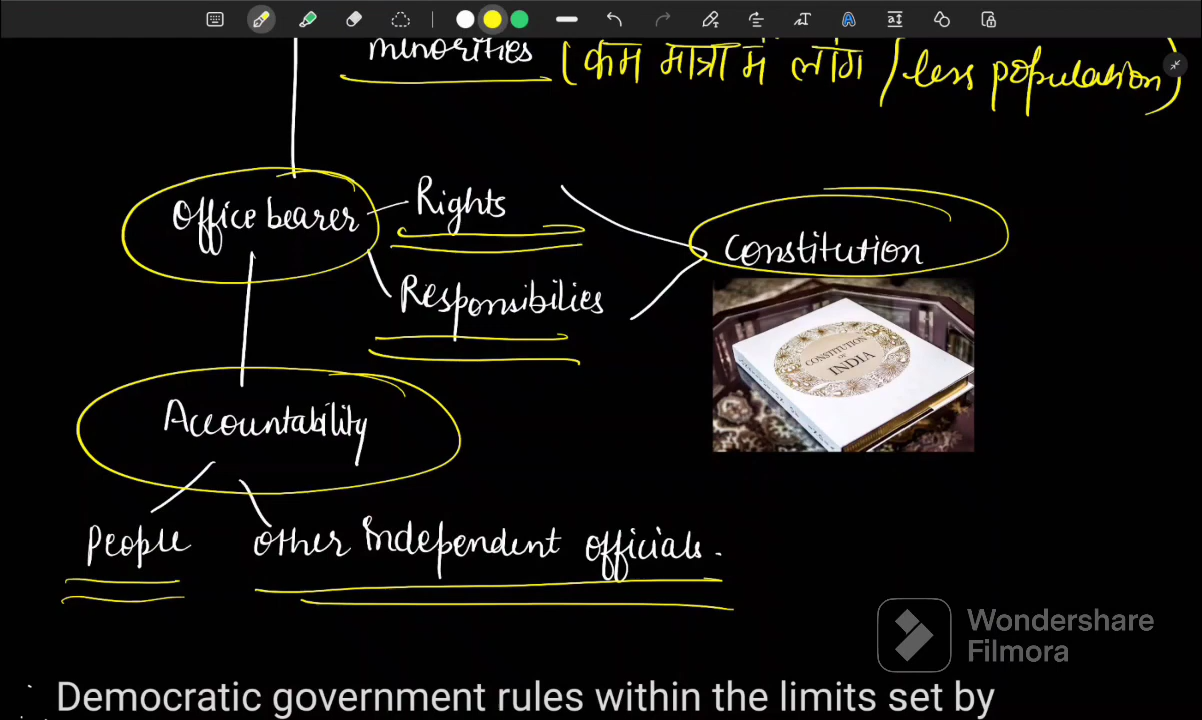 minorities (कम मात्रा में लोग / less population)
Office bearer
Rights
Responsibilies
Constitution
CONSTITUTION
OF
INDIA
Accountability
People
other independent officials.
Wondershare
Filmora
Democratic government rules within the limits set by